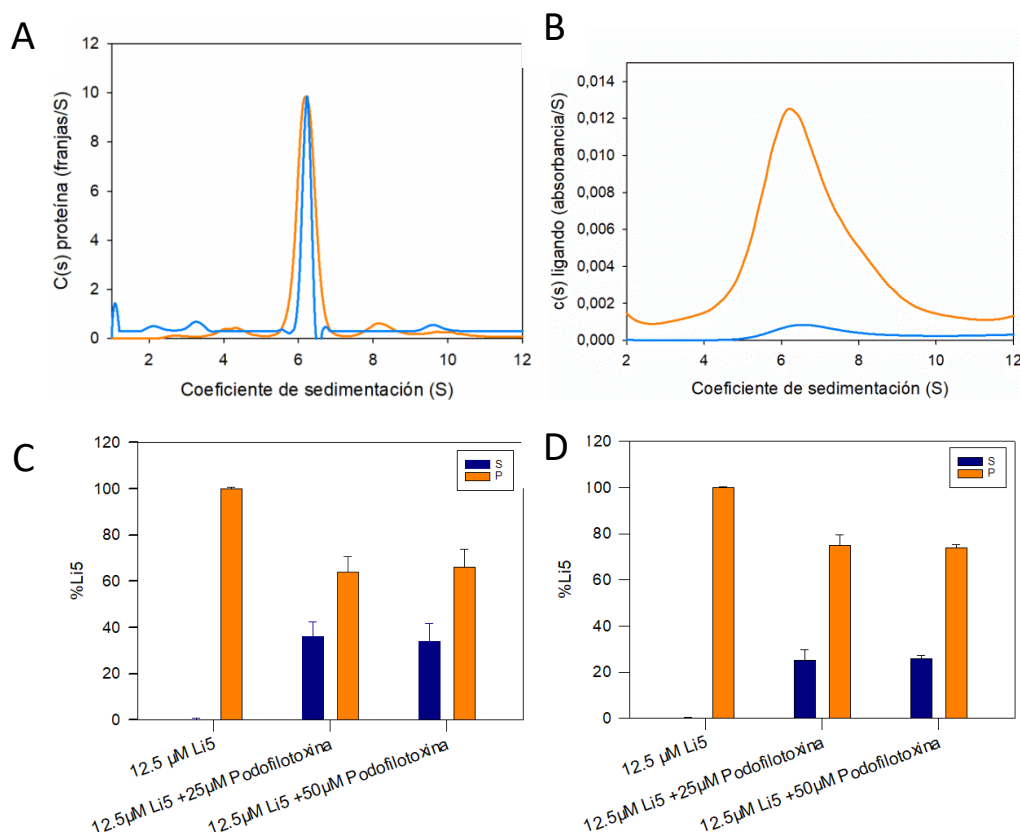 A
C(s) proteína (franjas/S)
12
10
8
6
4
2
0
2 4 6 8 10 12
Coeficiente de sedimentación (S)
B
c(s) ligando (absorbancia/S)
0,014
0,012
0,010
0,008
0,006
0,004
0,002
0,000
2 4 6 8 10 12
Coeficiente de sedimentación (S)
C
%Li5
120
100
80
60
40
20
0
S
P
12.5 µM Li5
12.5µM Li5 +25µM Podofilotoxina
12.5µM Li5 +50µM Podofilotoxina
D
%Li5
120
100
80
60
40
20
0
S
P
12.5 µM Li5
12.5µM Li5 +25µM Podofilotoxina
12.5µM Li5 +50µM Podofilotoxina